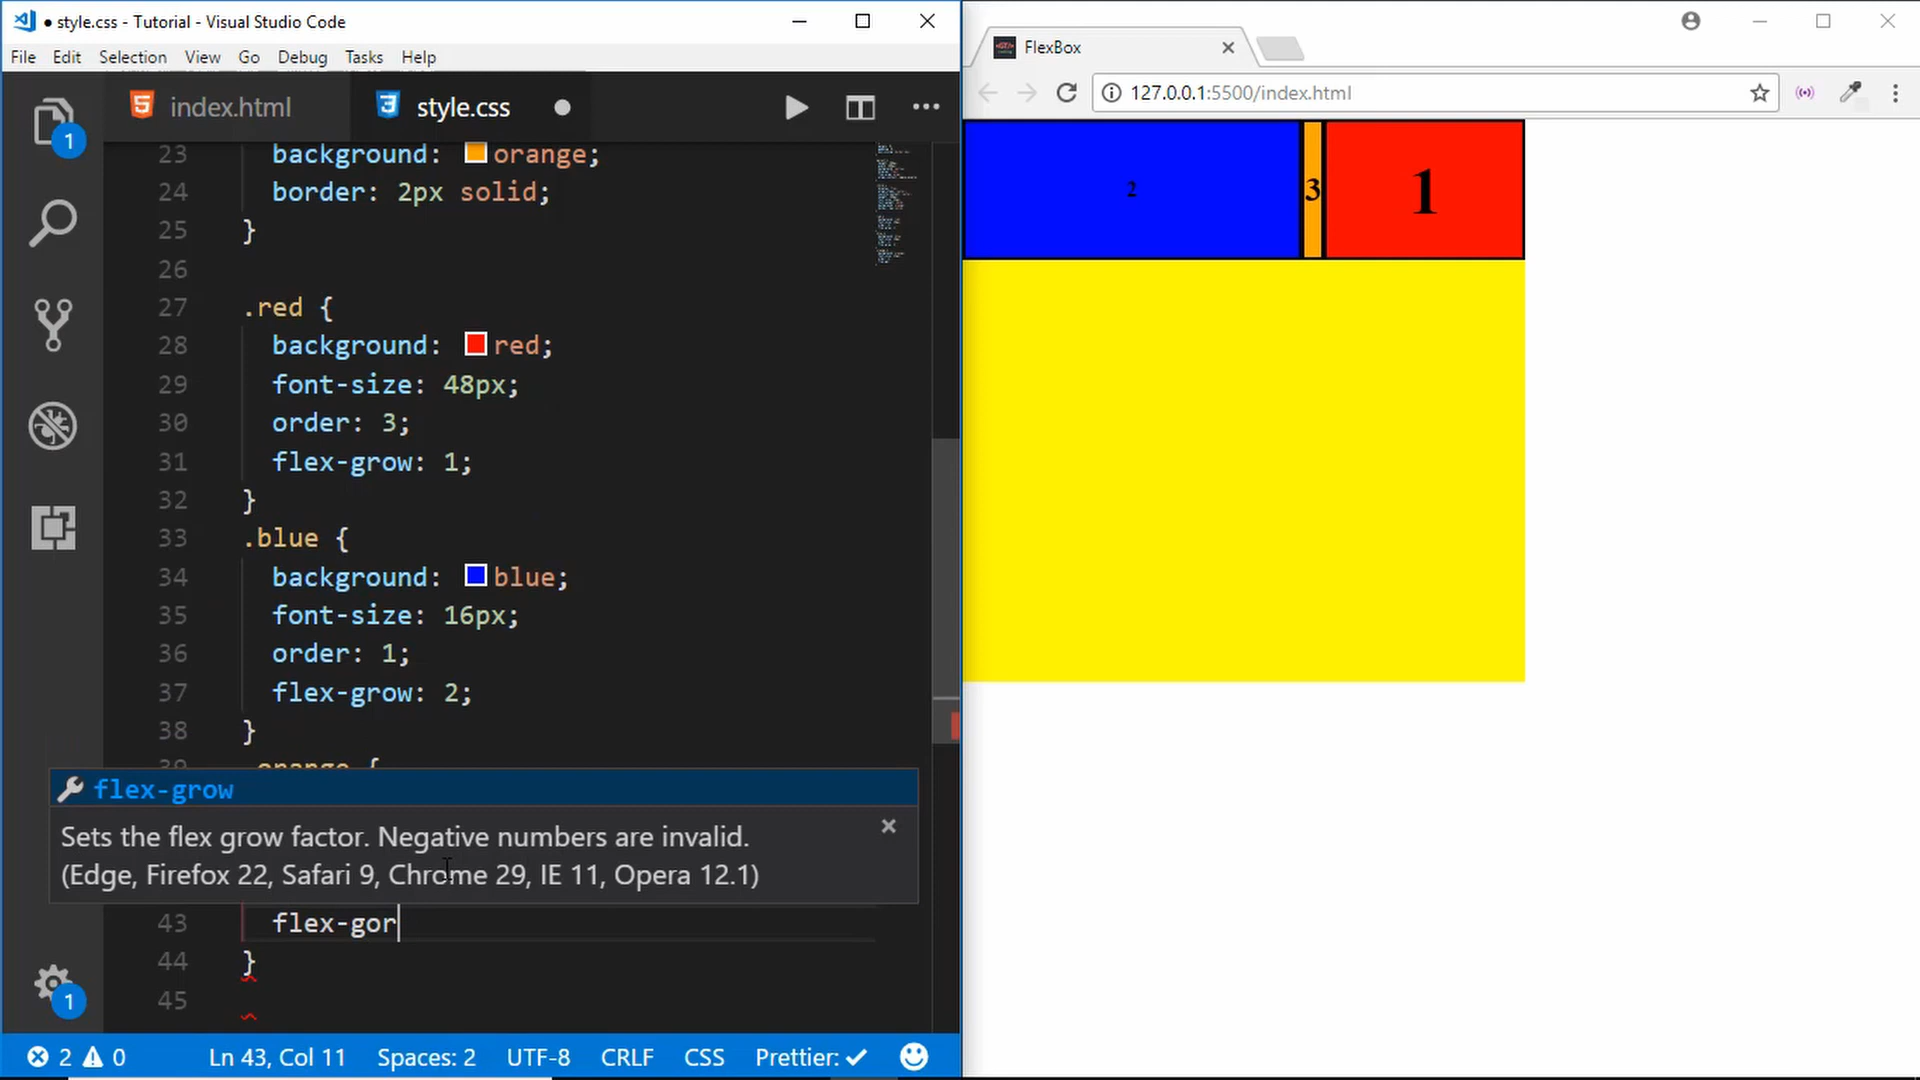 style.css - Tutorial - Visual Studio Code
File Edit Selection View Go Debug Tasks Help
index.html style.css
23 background: orange;
24 border: 2px solid;
25 }
26
27 .red {
28 background: red;
29 font-size: 48px;
30 order: 3;
31 flex-grow: 1;
32 }
33 .blue {
34 background: blue;
35 font-size: 16px;
36 order: 1;
37 flex-grow: 2;
38 }
39 .orange {
flex-grow
Sets the flex grow factor. Negative numbers are invalid.
(Edge, Firefox 22, Safari 9, Chrome 29, IE 11, Opera 12.1)
43 flex-gor
44 }
45
1
1
2 0 Ln 43, Col 11 Spaces: 2 UTF-8 CRLF CSS Prettier: ✓
FlexBox
127.0.0.1:5500/index.html
2 3 1